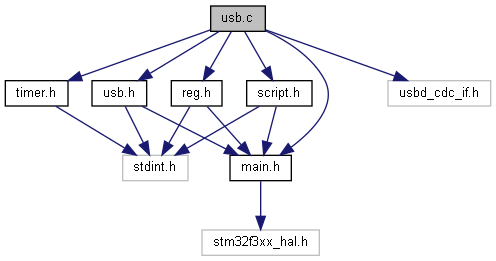 usb.c
timer.h
usb.h
reg.h
script.h
usbd_cdc_if.h
stdint.h
main.h
stm32f3xx_hal.h